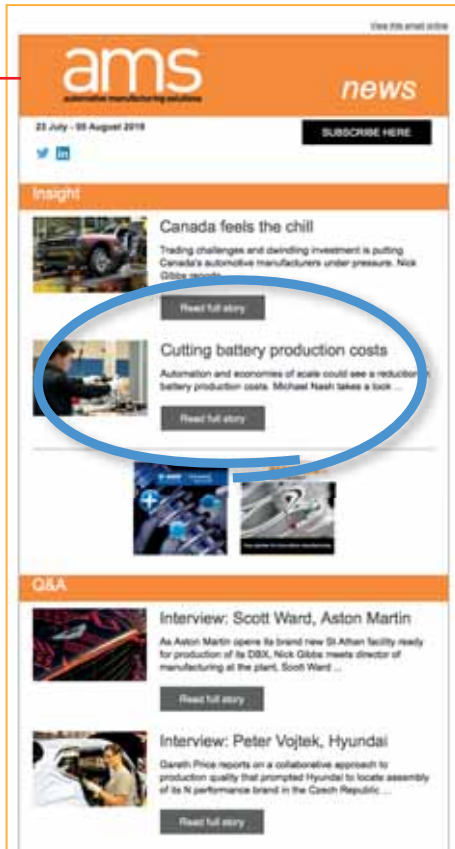 View this email online
ams
automotive manufacturing solutions
news
23 July - 05 August 2019
SUBSCRIBE HERE
Insight
Canada feels the chill
Trading challenges and dwindling investment is putting
Canada's automotive manufacturers under pressure. Nick
Gibbs reports
Read full story
Cutting battery production costs
Automation and economies of scale could see a reduction
battery production costs. Michael Nash takes a look ...
Read full story
Q&A
Interview: Scott Ward, Aston Martin
As Aston Martin opens its brand new St Athan facility ready
for production of its DBX, Nick Gibbs meets director of
manufacturing at the plant, Scott Ward ...
Read full story
Interview: Peter Vojtek, Hyundai
Gareth Price reports on a collaborative approach to
production quality that prompted Hyundai to locate assembly
of its N performance brand in the Czech Republic ...
Read full story